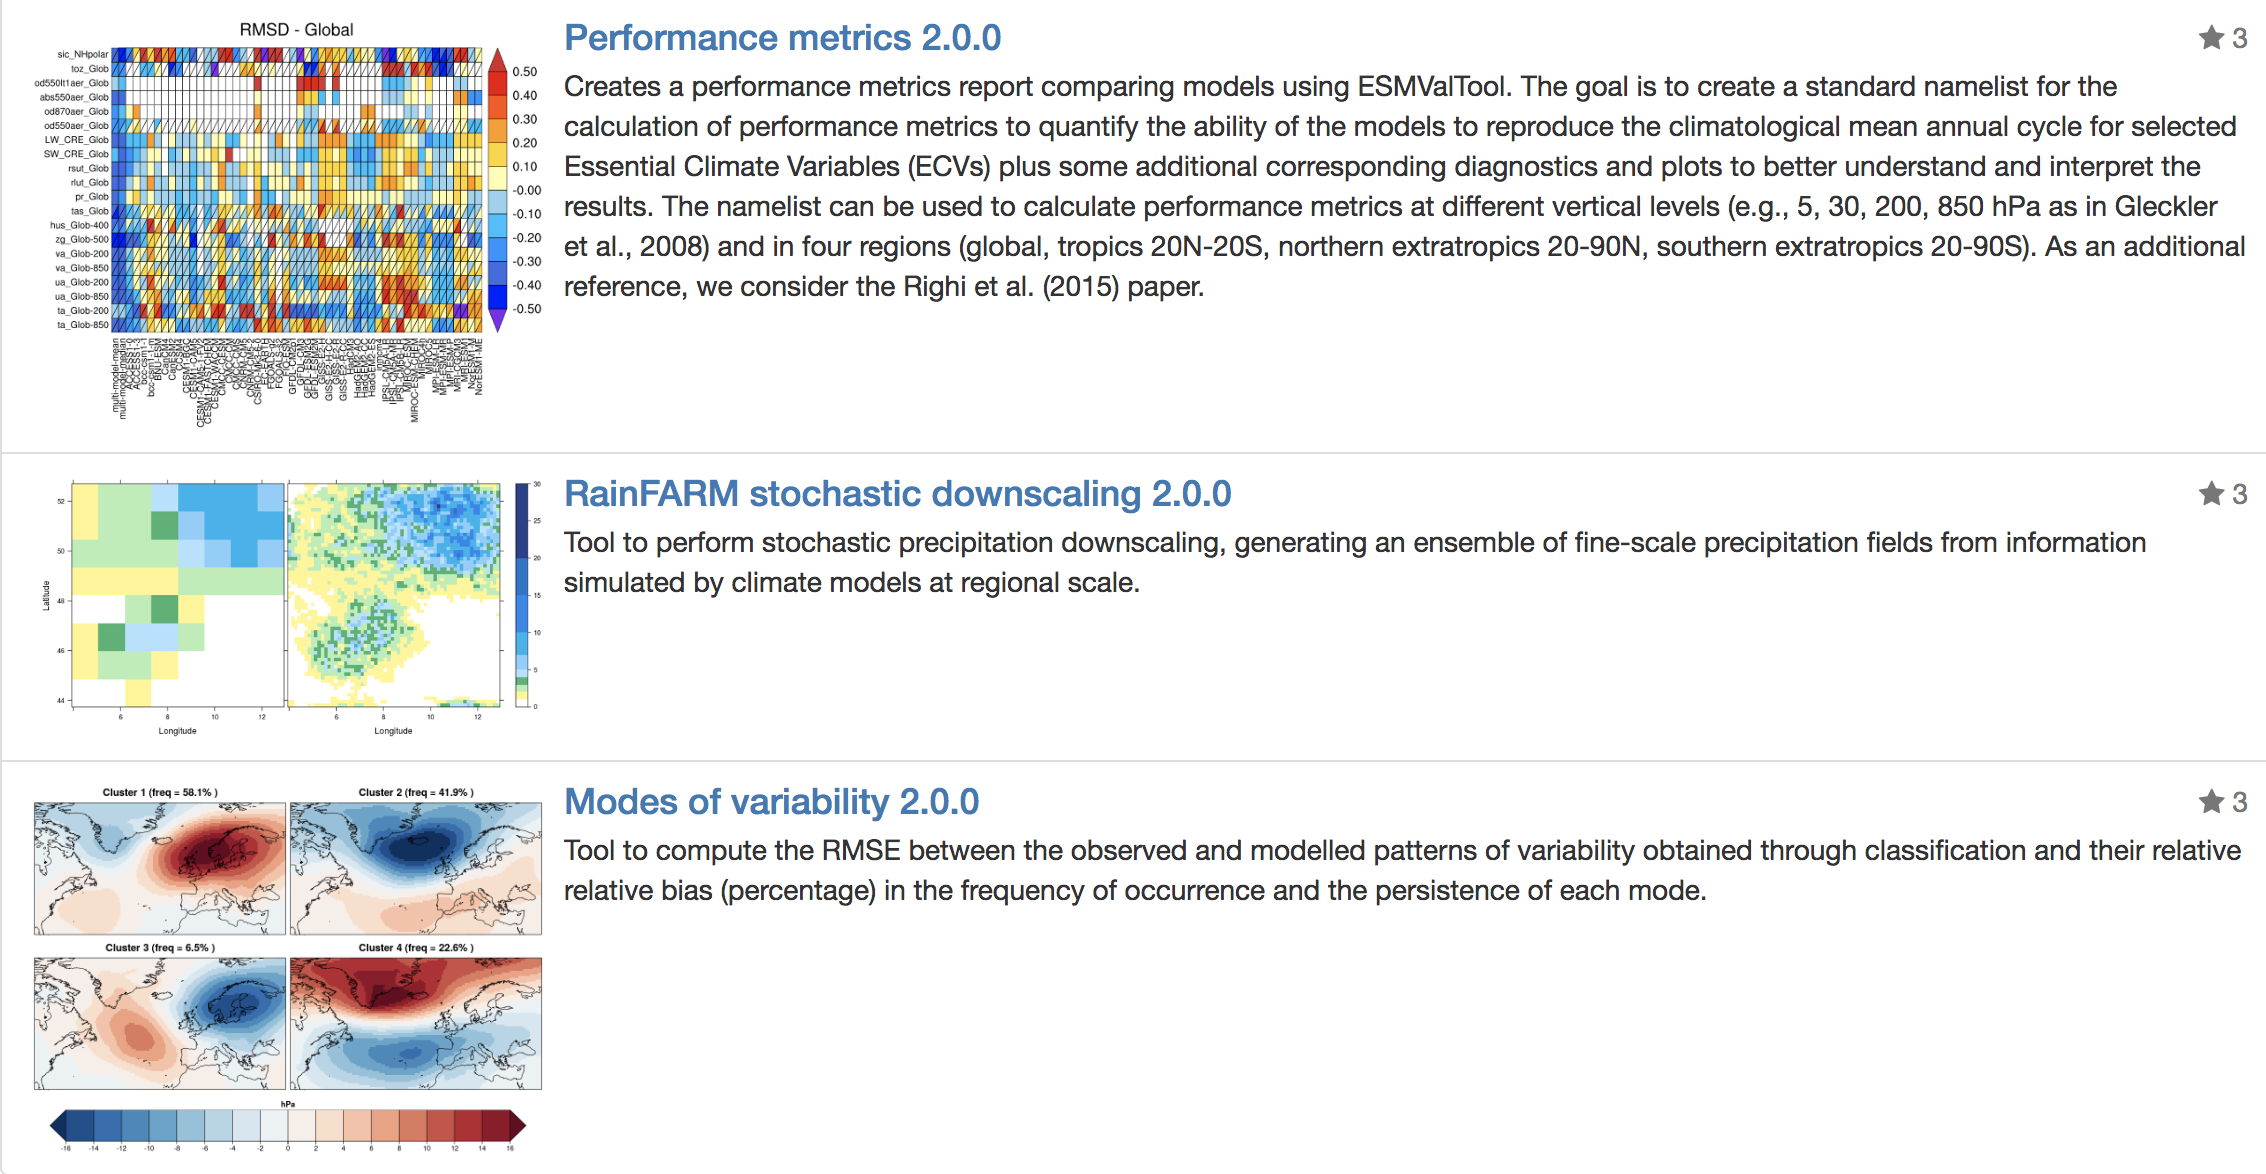 RMSD - Global
sic_NHpolar
toz_Glob
od550lt1aer_Glob
abs550aer_Glob
od870aer_Glob
od550aer_Glob
LW_CRE_Glob
SW_CRE_Glob
rsut_Glob
rlut_Glob
pr_Glob
tas_Glob
hus_Glob-400
zg_Glob-500
va_Glob-200
va_Glob-850
ua_Glob-200
ua_Glob-850
ta_Glob-200
ta_Glob-850
0.50
0.40
0.30
0.20
0.10
-0.00
-0.10
-0.20
-0.30
-0.40
-0.50
multi-model-mean
multi-model-median
Performance metrics 2.0.0
3
Creates a performance metrics report comparing models using ESMValTool. The goal is to create a standard namelist for the
calculation of performance metrics to quantify the ability of the models to reproduce the climatological mean annual cycle for selected
Essential Climate Variables (ECVs) plus some additional corresponding diagnostics and plots to better understand and interpret the
results. The namelist can be used to calculate performance metrics at different vertical levels (e.g., 5, 30, 200, 850 hPa as in Gleckler
et al., 2008) and in four regions (global, tropics 20N-20S, northern extratropics 20-90N, southern extratropics 20-90S). As an additional
reference, we consider the Righi et al. (2015) paper.
52
50
48
46
44
Latitude
6 8 10 12
Longitude
6 8 10 12
Longitude
30
25
20
15
10
5
0
RainFARM stochastic downscaling 2.0.0
3
Tool to perform stochastic precipitation downscaling, generating an ensemble of fine-scale precipitation fields from information
simulated by climate models at regional scale.
Cluster 1 (freq = 58.1% )
Cluster 2 (freq = 41.9% )
Cluster 3 (freq = 6.5% )
Cluster 4 (freq = 22.6% )
hPa
-16 -14 -12 -10 -8 -6 -4 -2 0 2 4 6 8 10 12 14 16
Modes of variability 2.0.0
3
Tool to compute the RMSE between the observed and modelled patterns of variability obtained through classification and their relative
relative bias (percentage) in the frequency of occurrence and the persistence of each mode.